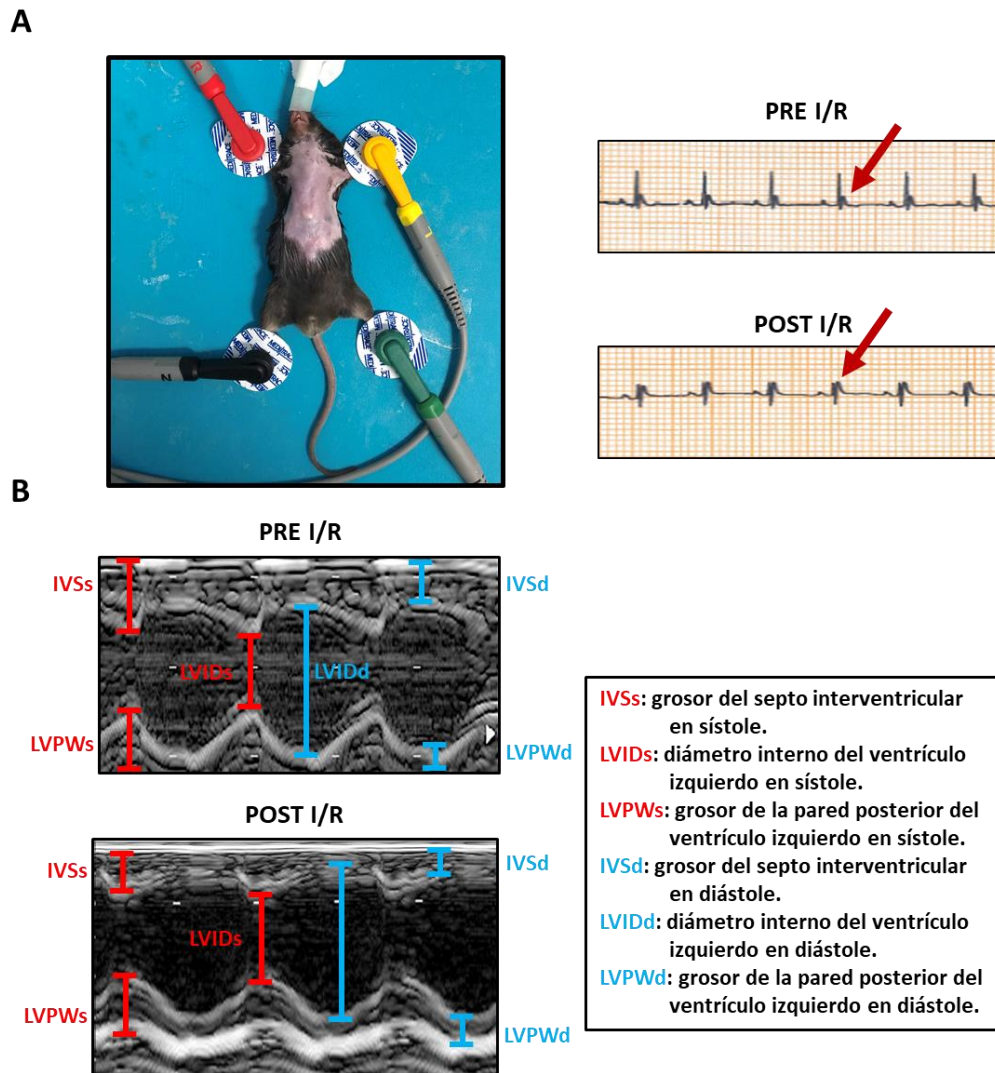 A
PRE I/R
POST I/R
B
PRE I/R
IVSs
IVSd
LVIDs
LVIDd
LVPWs
LVPWd
POST I/R
IVSs
IVSd
LVIDs
LVPWs
LVPWd
IVSs: grosor del septo interventricular
en sístole.
LVIDs: diámetro interno del ventrículo
izquierdo en sístole.
LVPWs: grosor de la pared posterior del
ventrículo izquierdo en sístole.
IVSd: grosor del septo interventricular
en diástole.
LVIDd: diámetro interno del ventrículo
izquierdo en diástole.
LVPWd: grosor de la pared posterior del
ventrículo izquierdo en diástole.